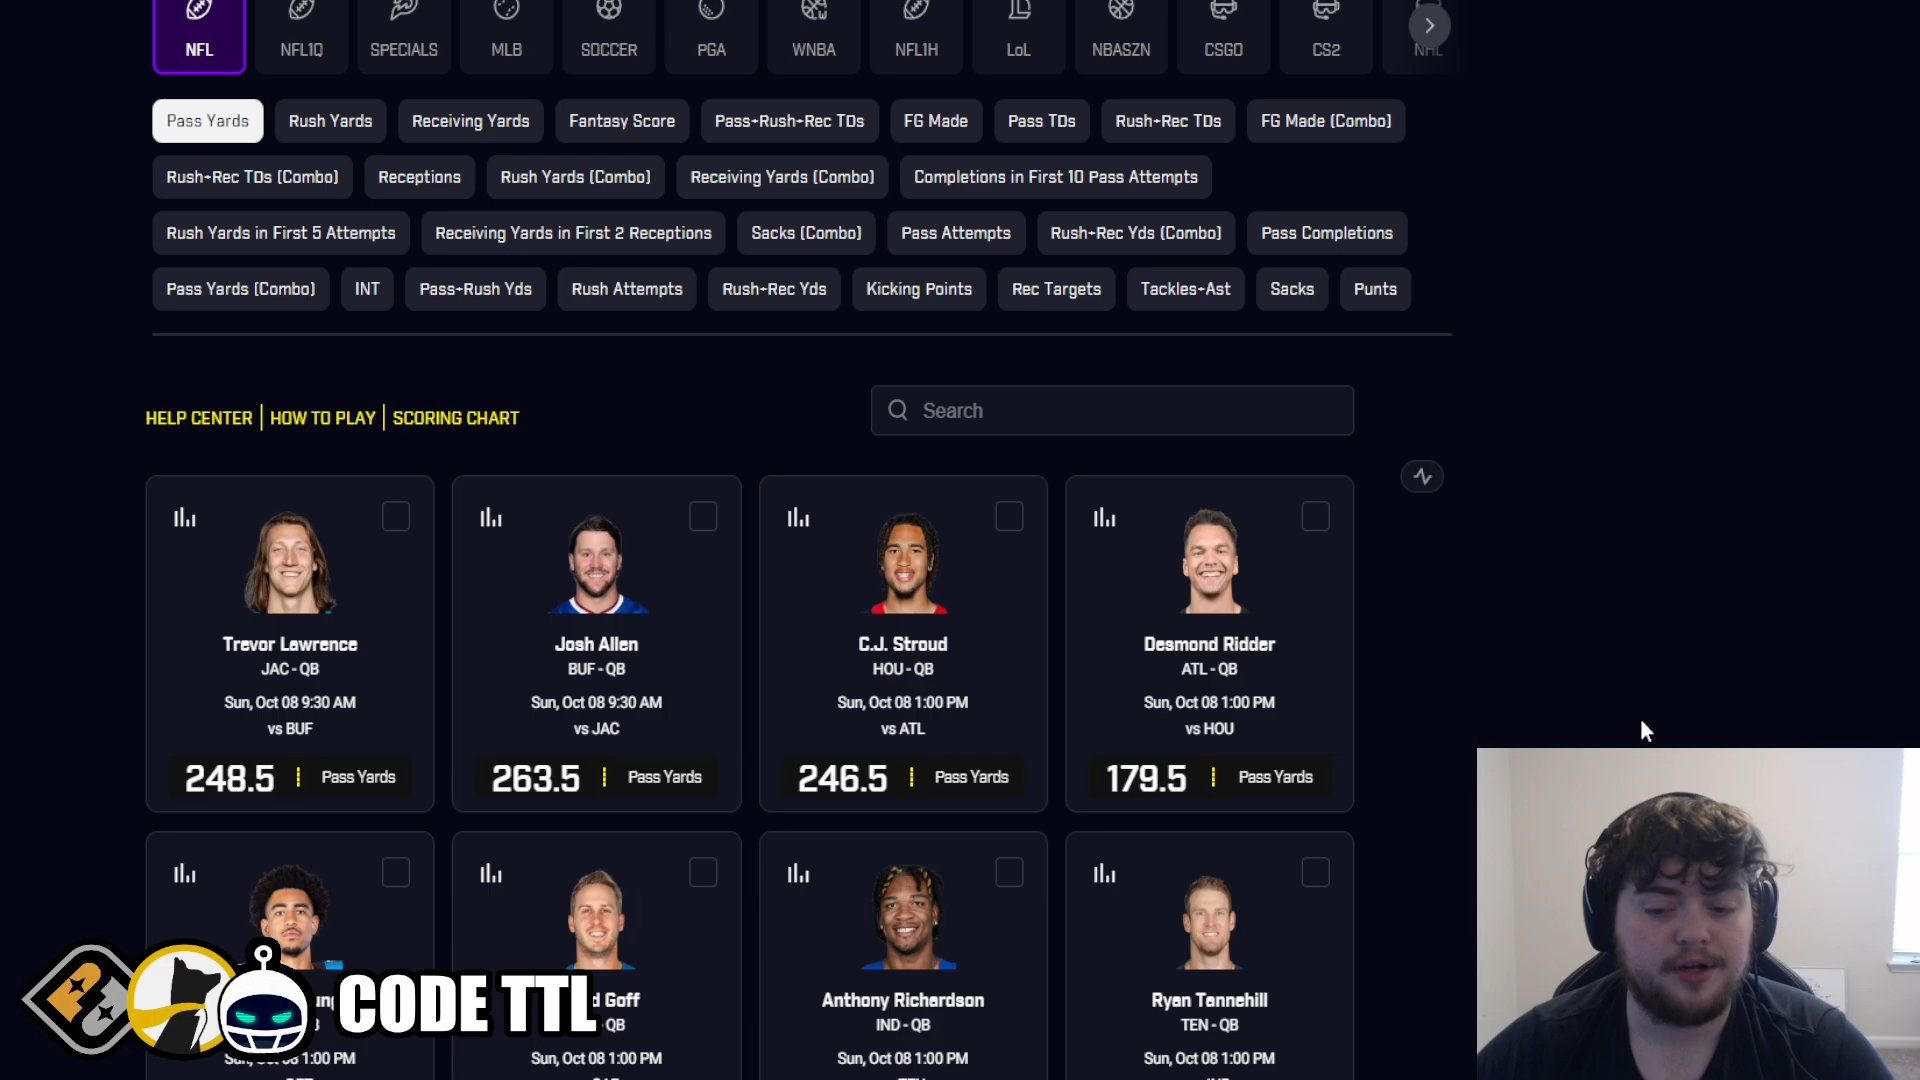 NFL NFL1Q SPECIALS MLB SOCCER PGA WNBA NFL1H LoL NBASZN CSGO CS2 NHL
Pass Yards Rush Yards Receiving Yards Fantasy Score Pass+Rush+Rec TDs FG Made Pass TDs Rush+Rec TDs FG Made (Combo)
Rush+Rec TDs (Combo) Receptions Rush Yards (Combo) Receiving Yards (Combo) Completions in First 10 Pass Attempts
Rush Yards in First 5 Attempts Receiving Yards in First 2 Receptions Sacks (Combo) Pass Attempts Rush+Rec Yds (Combo) Pass Completions
Pass Yards (Combo) INT Pass+Rush Yds Rush Attempts Rush+Rec Yds Kicking Points Rec Targets Tackles+Ast Sacks Punts
HELP CENTER HOW TO PLAY SCORING CHART Search
Trevor Lawrence Josh Allen C.J. Stroud Desmond Ridder
JAC - QB BUF - QB HOU - QB ATL - QB
Sun, Oct 08 9:30 AM Sun, Oct 08 9:30 AM Sun, Oct 08 1:00 PM Sun, Oct 08 1:00 PM
vs BUF vs JAC vs ATL vs HOU
248.5 Pass Yards 263.5 Pass Yards 246.5 Pass Yards 179.5 Pass Yards
CODE TTL
Goff Anthony Richardson Ryan Tannehill
QB IND - QB TEN - QB
1:00 PM Sun, Oct 08 1:00 PM Sun, Oct 08 1:00 PM Sun, Oct 08 1:00 PM